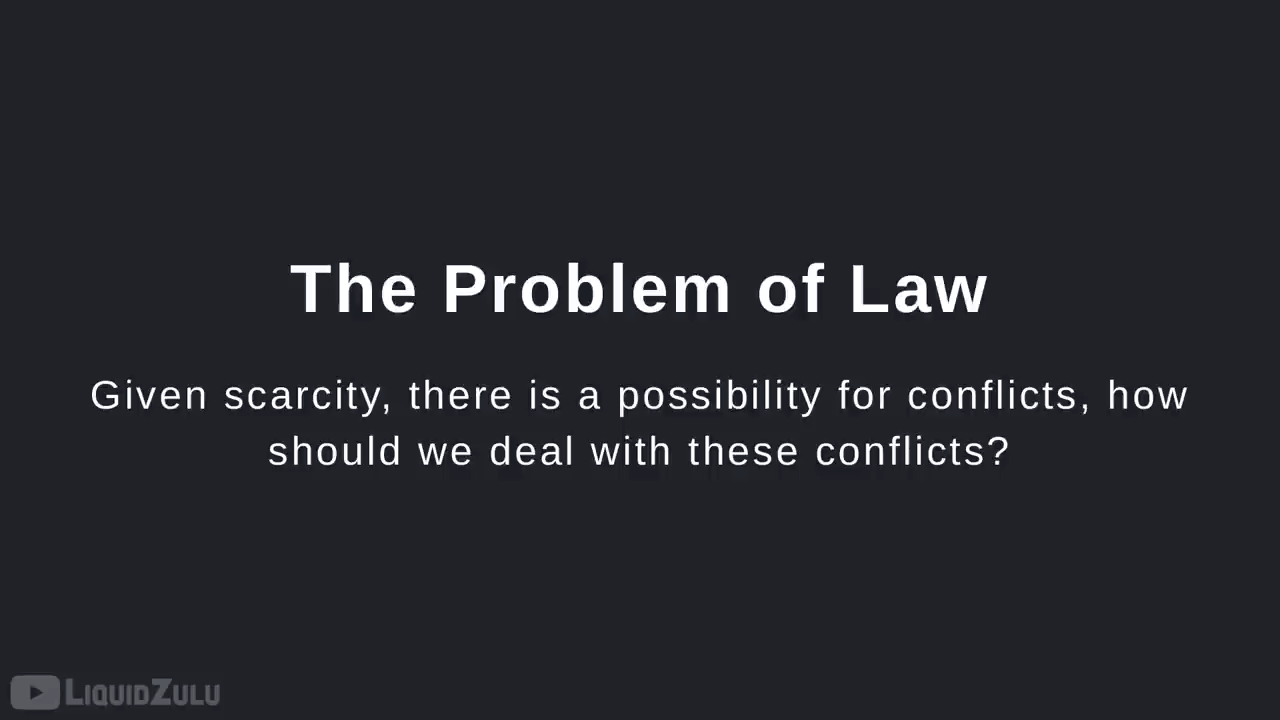 The Problem of Law
Given scarcity, there is a possibility for conflicts, how
should we deal with these conflicts?
LIQUIDZULU